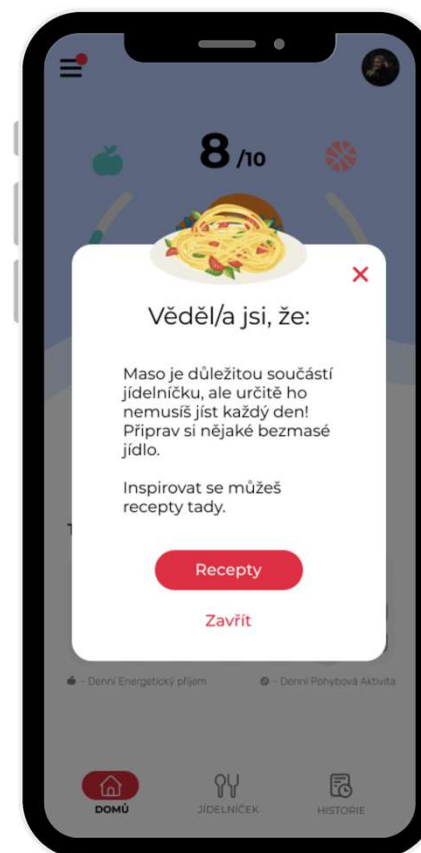 8 /10
Věděl/a jsi, že:
Maso je důležitou součástí
jídelníčku, ale určitě ho
nemusíš jíst každý den!
Připrav si nějaké bezmasé
jídlo.
Inspirovat se můžeš
recepty tady.
Recepty
Zavřít
- Denní Energetický příjem
- Denní Pohybová Aktivita
DOMŮ
JÍDELNÍČEK
HISTORIE